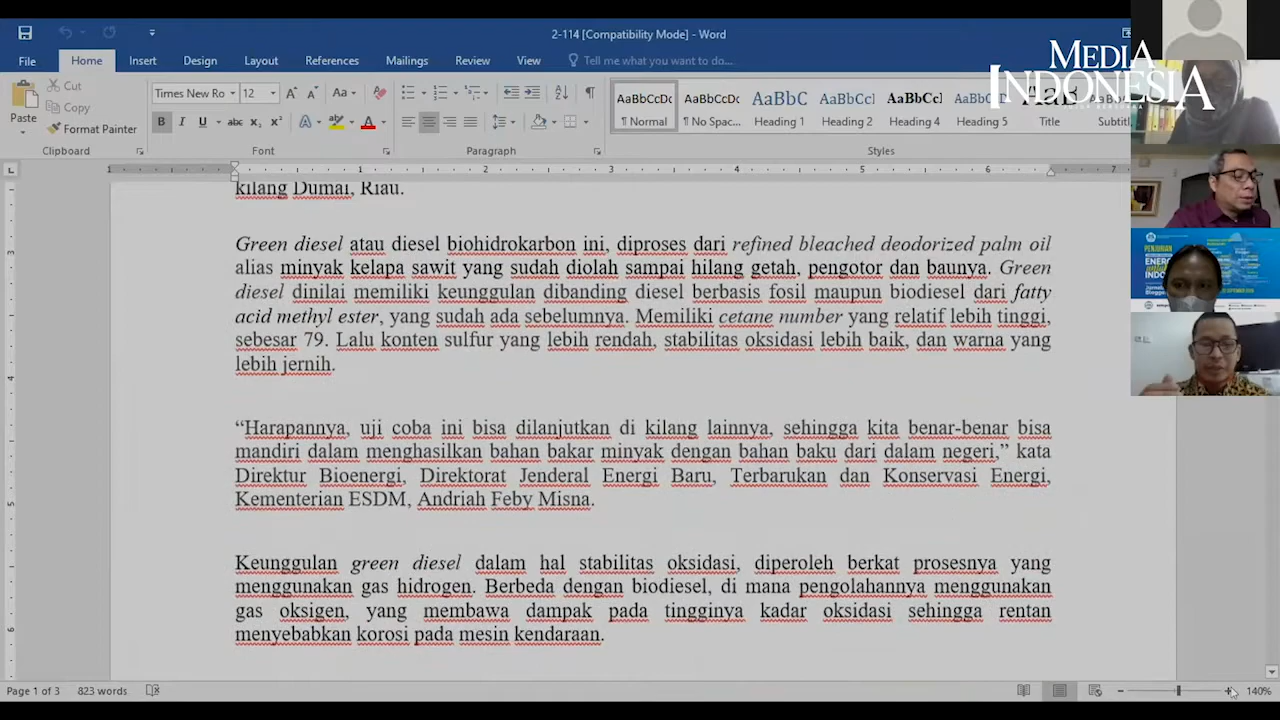 2-114 [Compatibility Mode] - Word
MEDIA
INDONESIA
File Home Insert Design Layout References Mailings Review View Tell me what you want to do...
Paste
Cut
Copy
Format Painter
Clipboard
Times New Ro 12
Font
Paragraph
AaBbCcDc AaBbCcDc AaBbC AaBbCc AaBbCcI
¶ Normal ¶ No Spac... Heading 1 Heading 2 Heading 4 Heading 5 Title
Styles
1 1 2 3 4 5 6 7
kilang Dumai, Riau.
Green diesel atau diesel biohidrokarbon ini, diproses dari refined bleached deodorized palm oil
alias minyak kelapa sawit yang sudah diolah sampai hilang getah, pengotor dan baunya. Green
diesel dinilai memiliki keunggulan dibanding diesel berbasis fosil maupun biodiesel dari fatty
acid methyl ester, yang sudah ada sebelumnya. Memiliki cetane number yang relatif lebih tinggi,
sebesar 79. Lalu konten sulfur yang lebih rendah, stabilitas oksidasi lebih baik, dan warna yang
lebih jernih.
“Harapannya, uji coba ini bisa dilanjutkan di kilang lainnya, sehingga kita benar-benar bisa
mandiri dalam menghasilkan bahan bakar minyak dengan bahan baku dari dalam negeri,” kata
Direktur Bioenergi, Direktorat Jenderal Energi Baru, Terbarukan dan Konservasi Energi,
Kementerian ESDM, Andriah Feby Misna.
Keunggulan green diesel dalam hal stabilitas oksidasi, diperoleh berkat prosesnya yang
menggunakan gas hidrogen. Berbeda dengan biodiesel, di mana pengolahannya menggunakan
gas oksigen, yang membawa dampak pada tingginya kadar oksidasi sehingga rentan
menyebabkan korosi pada mesin kendaraan.
Page 1 of 3 823 words
140%